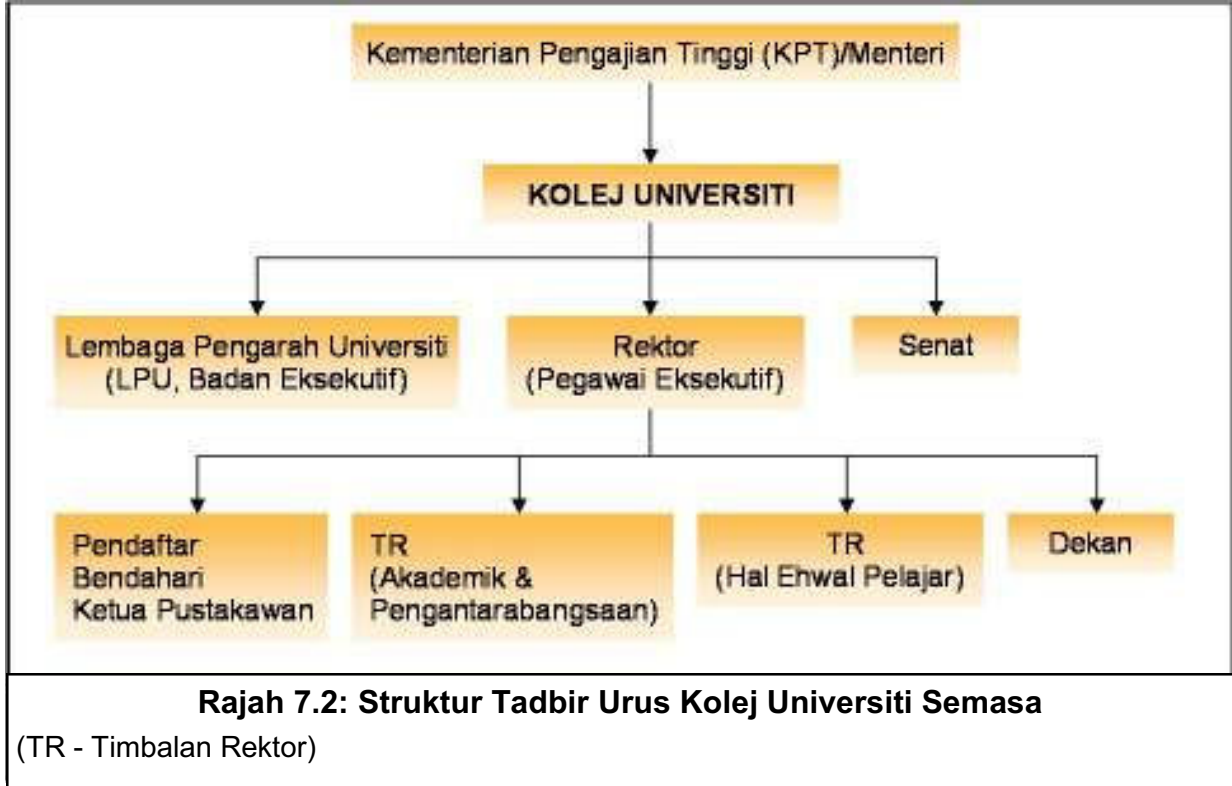 Kementerian Pengajian Tinggi (KPT)/Menteri
KOLEJ UNIVERSITI
Lembaga Pengarah Universiti
(LPU, Badan Eksekutif)
Rektor
(Pegawai Eksekutif)
Senat
Pendaftar
Bendahari
Ketua Pustakawan
TR
(Akademik &
Pengantarabangsaan)
TR
(Hal Ehwal Pelajar)
Dekan
Rajah 7.2: Struktur Tadbir Urus Kolej Universiti Semasa
(TR - Timbalan Rektor)